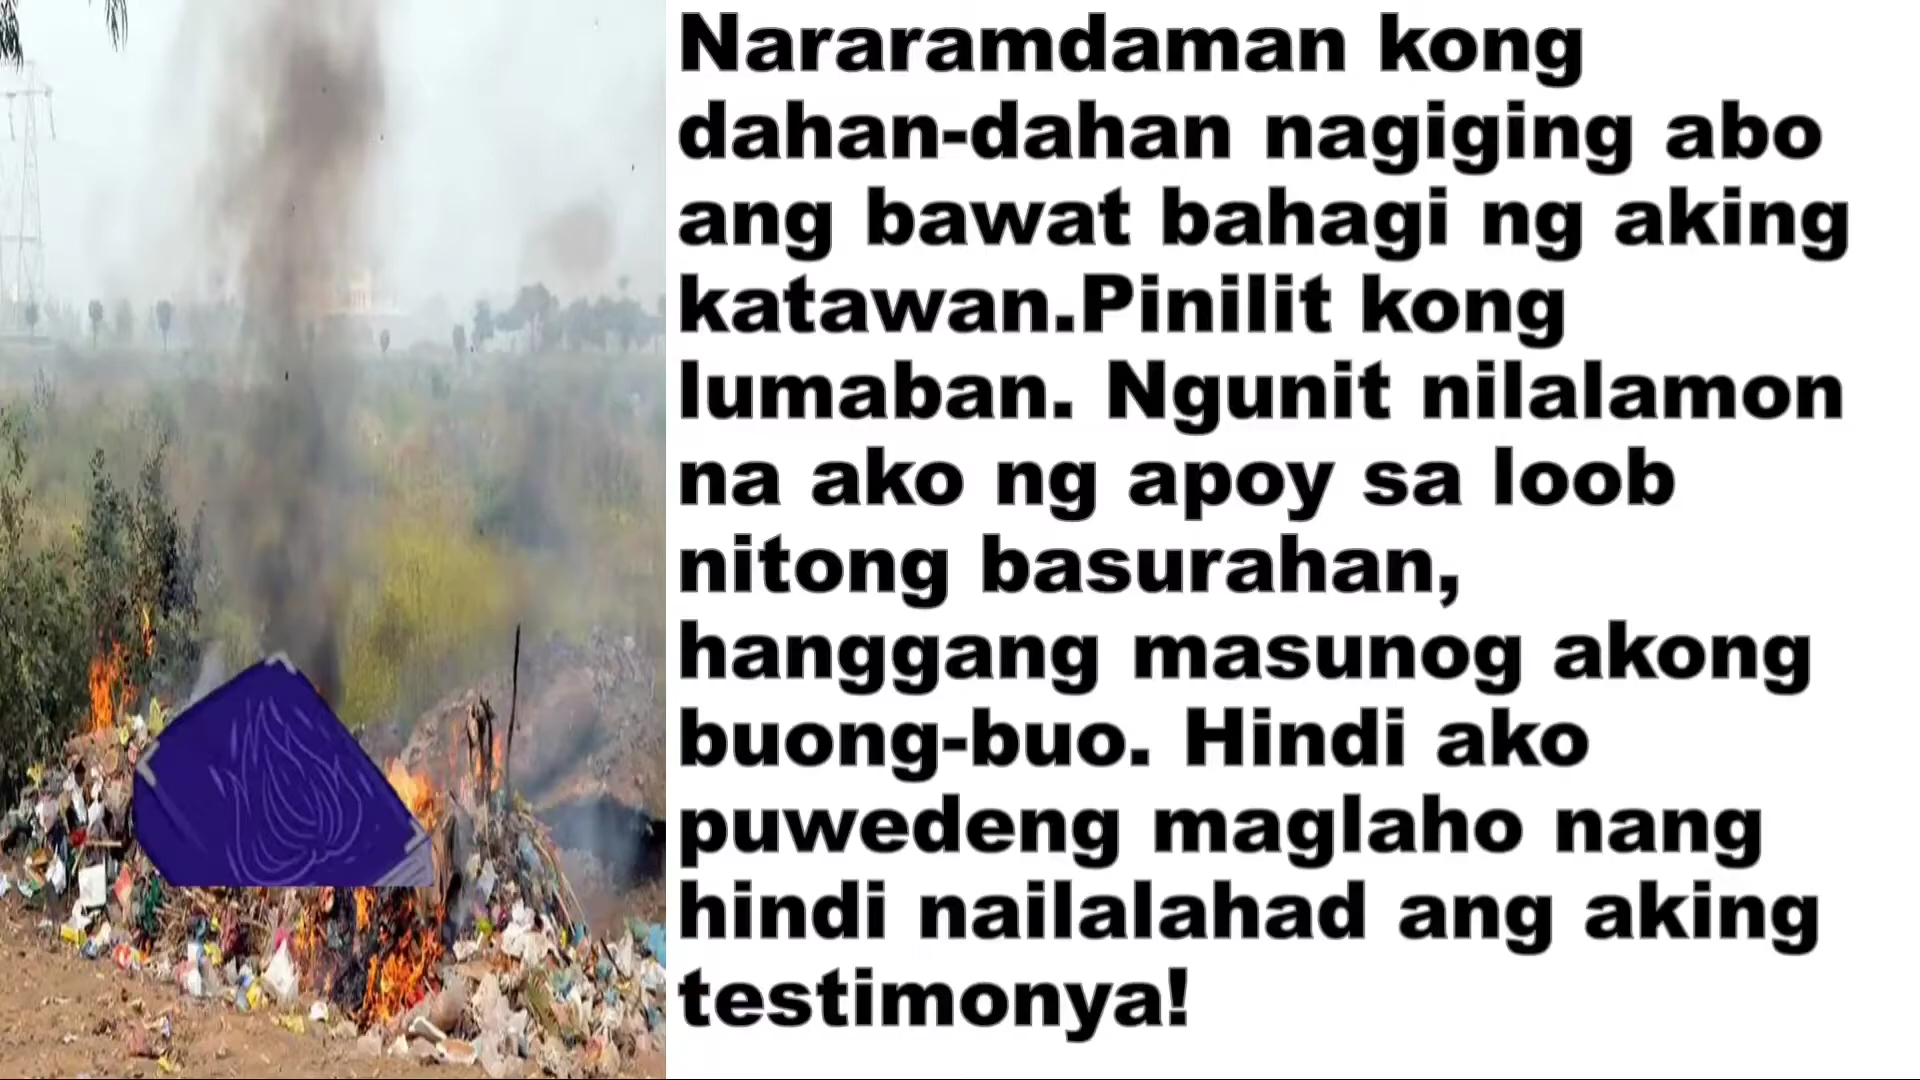 Nararamdaman kong
dahan-dahan nagiging abo
ang bawat bahagi ng aking
katawan.Pinilit kong
lumaban. Ngunit nilalamon
na ako ng apoy sa loob
nitong basurahan,
hanggang masunog akong
buong-buo. Hindi ako
puwedeng maglaho nang
hindi nailalahad ang aking
testimonya!